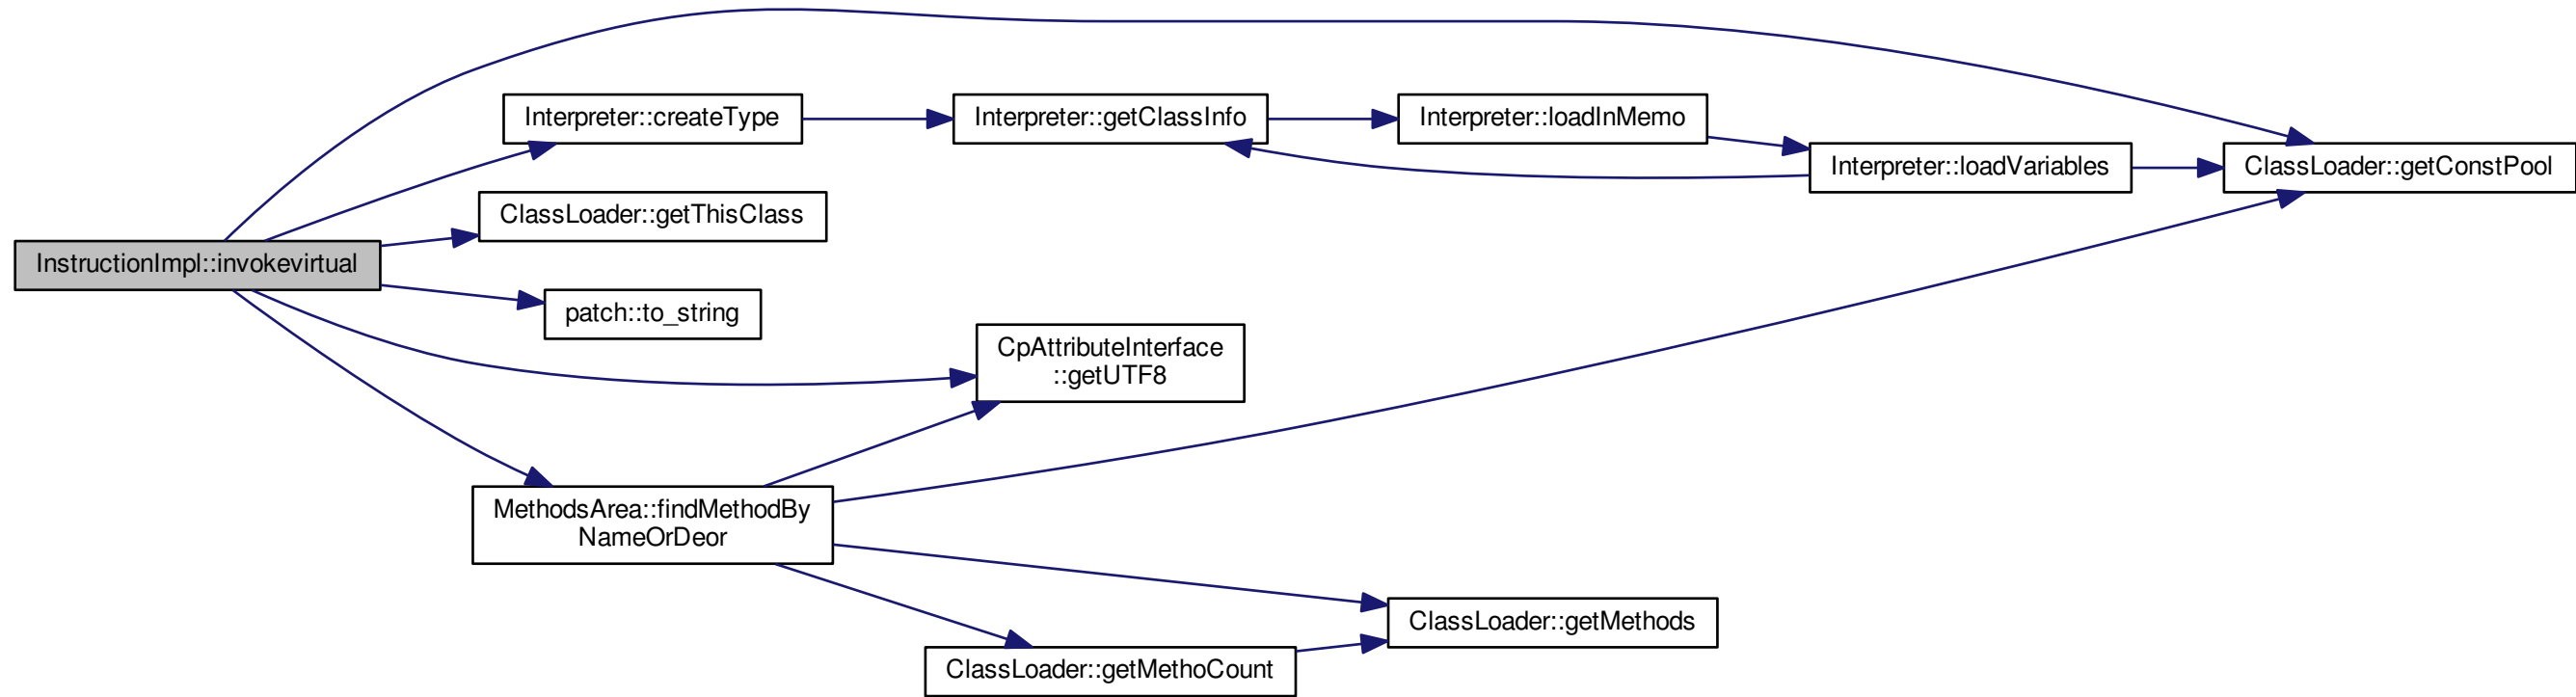 Interpreter::createType
Interpreter::getClassInfo
Interpreter::loadInMemo
Interpreter::loadVariables
ClassLoader::getConstPool
ClassLoader::getThisClass
InstructionImpl::invokevirtual
patch::to_string
CpAttributeInterface
::getUTF8
MethodsArea::findMethodBy
NameOrDeor
ClassLoader::getMethods
ClassLoader::getMethoCount